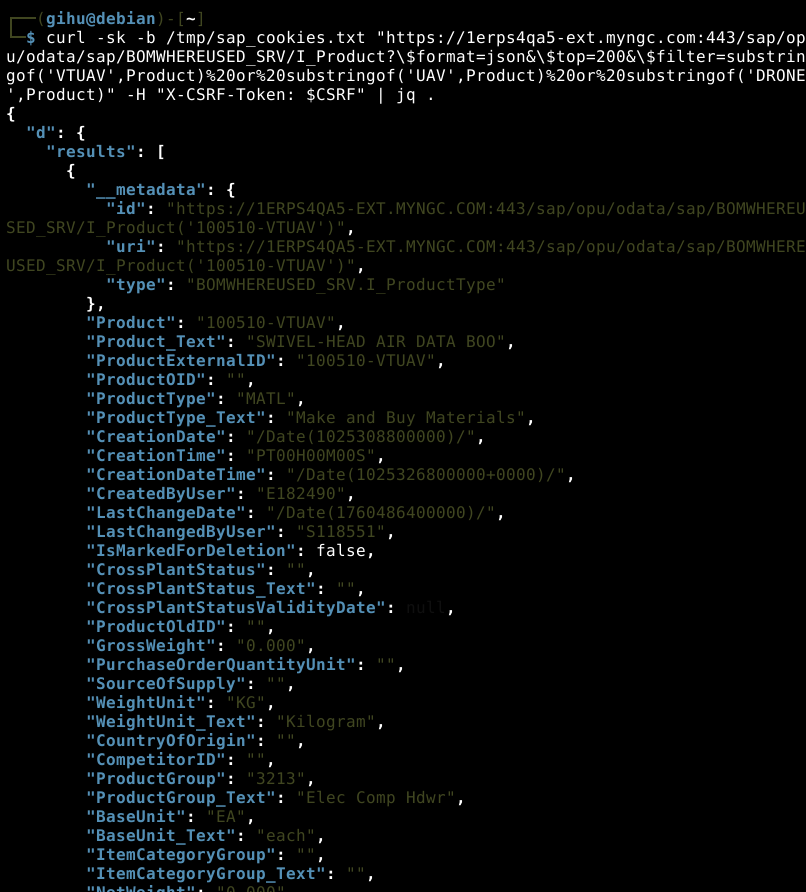 ┌──(gihu@debian)-[~]
└─$ curl -sk -b /tmp/sap_cookies.txt "https://1erps4qa5-ext.myngc.com:443/sap/op
u/odata/sap/BOMWHEREUSED_SRV/I_Product?\$format=json&\$top=200&\$filter=substrin
gof('VTUAV',Product)%20or%20substringof('UAV',Product)%20or%20substringof('DRONE
',Product)" -H "X-CSRF-Token: $CSRF" | jq .
{
"d": {
"results": [
{
"__metadata": {
"id": "https://1ERPS4QA5-EXT.MYNGC.COM:443/sap/opu/odata/sap/BOMWHEREU
SED_SRV/I_Product('100510-VTUAV')",
"uri": "https://1ERPS4QA5-EXT.MYNGC.COM:443/sap/opu/odata/sap/BOMWHERE
USED_SRV/I_Product('100510-VTUAV')",
"type": "BOMWHEREUSED_SRV.I_ProductType"
},
"Product": "100510-VTUAV",
"Product_Text": "SWIVEL-HEAD AIR DATA BOO",
"ProductExternalID": "100510-VTUAV",
"ProductOID": "",
"ProductType": "MATL",
"ProductType_Text": "Make and Buy Materials",
"CreationDate": "/Date(1025308800000)/",
"CreationTime": "PT00H00M00S",
"CreationDateTime": "/Date(1025326800000+0000)/",
"CreatedByUser": "E182490",
"LastChangeDate": "/Date(1760486400000)/",
"LastChangedByUser": "S118551",
"IsMarkedForDeletion": false,
"CrossPlantStatus": "",
"CrossPlantStatus_Text": "",
"CrossPlantStatusValidityDate": null,
"ProductOldID": "",
"GrossWeight": "0.000",
"PurchaseOrderQuantityUnit": "",
"SourceOfSupply": "",
"WeightUnit": "KG",
"WeightUnit_Text": "Kilogram",
"CountryOfOrigin": "",
"CompetitorID": "",
"ProductGroup": "3213",
"ProductGroup_Text": "Elec Comp Hdwr",
"BaseUnit": "EA",
"BaseUnit_Text": "each",
"ItemCategoryGroup": "",
"ItemCategoryGroup_Text": "",
"NetWeight": "0.000",